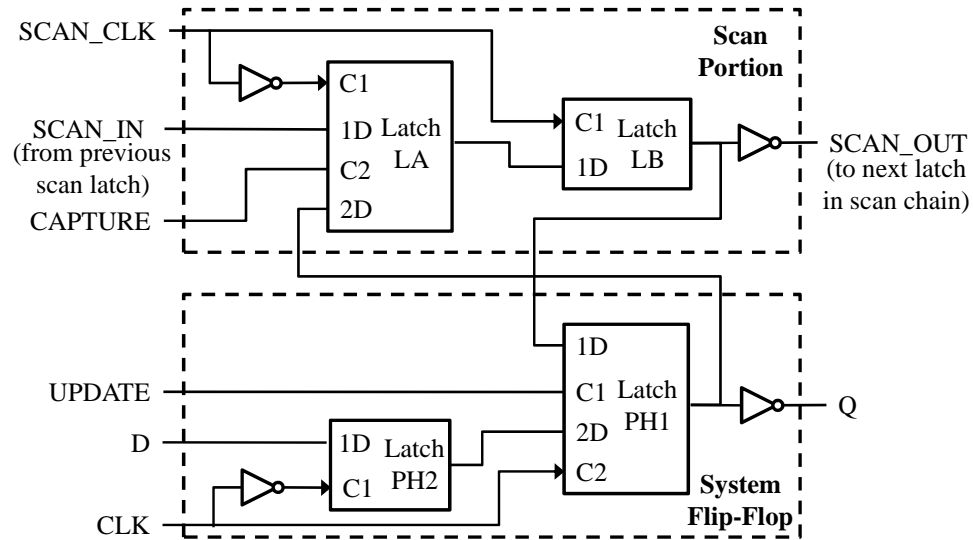 SCAN_CLK
Scan
Portion
C1
SCAN_IN
(from previous
scan latch)
1D
Latch
LA
C2
CAPTURE
2D
C1
Latch
LB
1D
SCAN_OUT
(to next latch
in scan chain)
1D
UPDATE
C1
Latch
PH1
2D
C2
Q
D
1D
Latch
PH2
C1
CLK
System
Flip-Flop